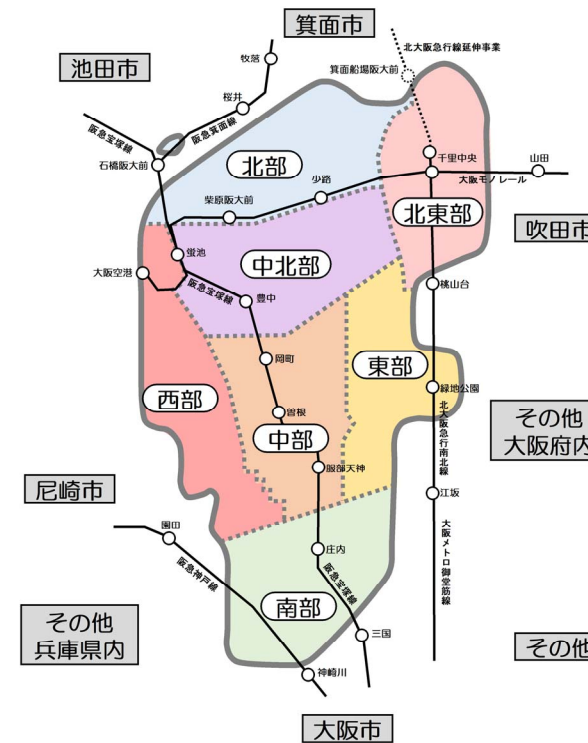 箕面市
北大阪急行線延伸事業
牧落
箕面船場阪大前
池田市
桜井
阪急宝塚線
阪急箕面線
石橋阪大前
千里中央
山田
北部
大阪モノレール
少路
柴原阪大前
北東部
吹田市
蛍池
中北部
大阪空港
阪急宝塚線
豊中
桃山台
岡町
東部
西部
緑地公園
曽根
北大阪急行南北線
その他
大阪府内
中部
服部天神
尼崎市
江坂
園田
大阪メトロ御堂筋線
庄内
阪急神戸線
阪急宝塚線
南部
その他
兵庫県内
三国
その他
神崎川
大阪市